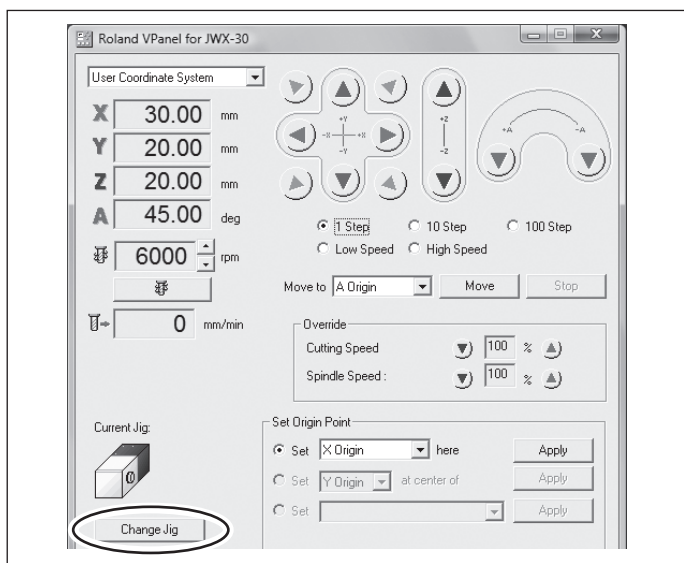 Roland VPanel for JWX-30
User Coordinate System
X 30.00 mm
Y 20.00 mm
Z 20.00 mm
A 45.00 deg
6000 rpm
0 mm/min
+Y
-X +X
-Y
+Z
-Z
+A -A
1 Step 10 Step 100 Step
Low Speed High Speed
Move to A Origin Move Stop
Override
Cutting Speed 100 %
Spindle Speed : 100 %
Current Jig:
Change Jig
Set Origin Point
Set X Origin here Apply
Set Y Origin at center of Apply
Set Apply